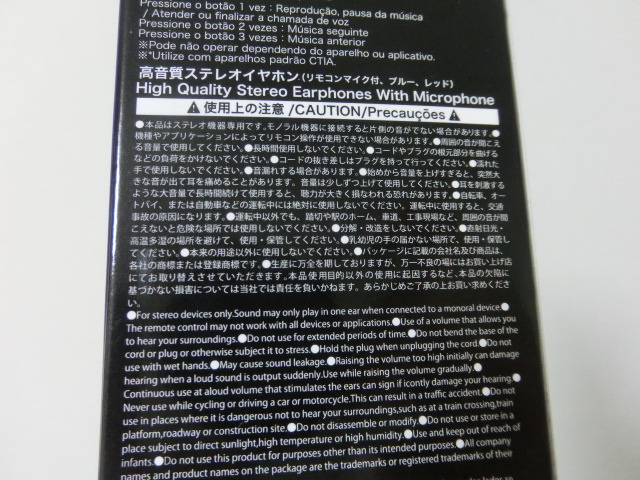 Pressione o botão 1 vez : Reprodução, pausa da música
/ Atender ou finalizar a chamada de voz
Pressione o botão 2 vezes : Música seguinte
Pressione o botão 3 vezes : Música anterior
※Pode não operar dependendo do aparelho ou aplicativo.
※*Utilize com aparelhos padrão CTIA.
高音質ステレオイヤホン(リモコンマイク付、ブルー、レッド)
High Quality Stereo Earphones With Microphone
使用上の注意 /CAUTION/Precauções
●本品はステレオ機器専用です。モノラル機器に接続すると片側の音がでない場合があります。●
機種やアプリケーションによってリモコン操作が使用できない場合があります。●周囲の音が聞こえ
る音量で使用してください。●長時間使用しないでください。●コードやプラグの根元部分を曲げる
などの負荷をかけないでください。●コードの抜き差しはプラグを持って行ってください。●濡れた
手で使用しないでください。●音漏れする場合があります。●始めから音量を上げすぎると、突然大
きな音が出て耳を痛めることがあります。音量は少しずつ上げて使用してください。●耳を刺激する
ような大音量で長時間続けて使用すると、聴力が大きく損なわれる恐れがあります。●自転車、オー
トバイ、または自動車などの運転中には絶対に使用しないでください。運転中に使用すると、交通
事故の原因になります。●運転中以外でも、踏切や駅のホーム、車道、工事現場など、周囲の音が聞
こえないと危険な場所では使用しないでください。●分解・改造をしないでください。●直射日光・
高温多湿の場所を避けて、使用・保管してください。●乳幼児の手の届かない場所で、使用・保管し
てください。●本来の用途以外に使用しないでください。●パッケージに記載の会社名及び商品は、
各社の商標または登録商標です。●生産に万全を期しておりますが、万一不良の場にはお買い上げ店
にてお取り替えさせていただきます。本品使用目的以外の使用に起因するなど、本品の欠陥に
基づかない損害については当社では責任を負いかねます。あらかじめご了承の上お買い求めくださ
い。
●For stereo devices only.Sound may only play in one ear when connected to a monoral device.●
The remote control may not work with all devices or applications.●Use of a volume that allows you
to hear your surroundings.●Do not use for extended periods of time.●Do not bend the base of the
cord or plug or otherwise subject it to stress.●Hold the plug when unplugging the cord.●Do not
use with wet hands.●May cause sound leakage.●Raising the volume too high initially can damage
hearing when a loud sound is output suddenly.Use while raising the volume gradually.●
Continuous use at aloud volume that stimulates the ears can sign if icontly damage your hearing.●
Never use while cycling or driving a car or motorcycle.This can result in a traffic accident.●Do not
use in places where it is dangerous not to hear your surroundings,such as at a train crossing,train
platform,roadway or construction site.●Do not disassemble or modify.●Do not use or store in a
place subject to direct sunlight,high temperature or high humidity.●Use and keep out of reach of
infants.●Do not use this product for purposes other than its intended purposes.●All company
names and product names on the package are the trademarks or registered trademarks of their